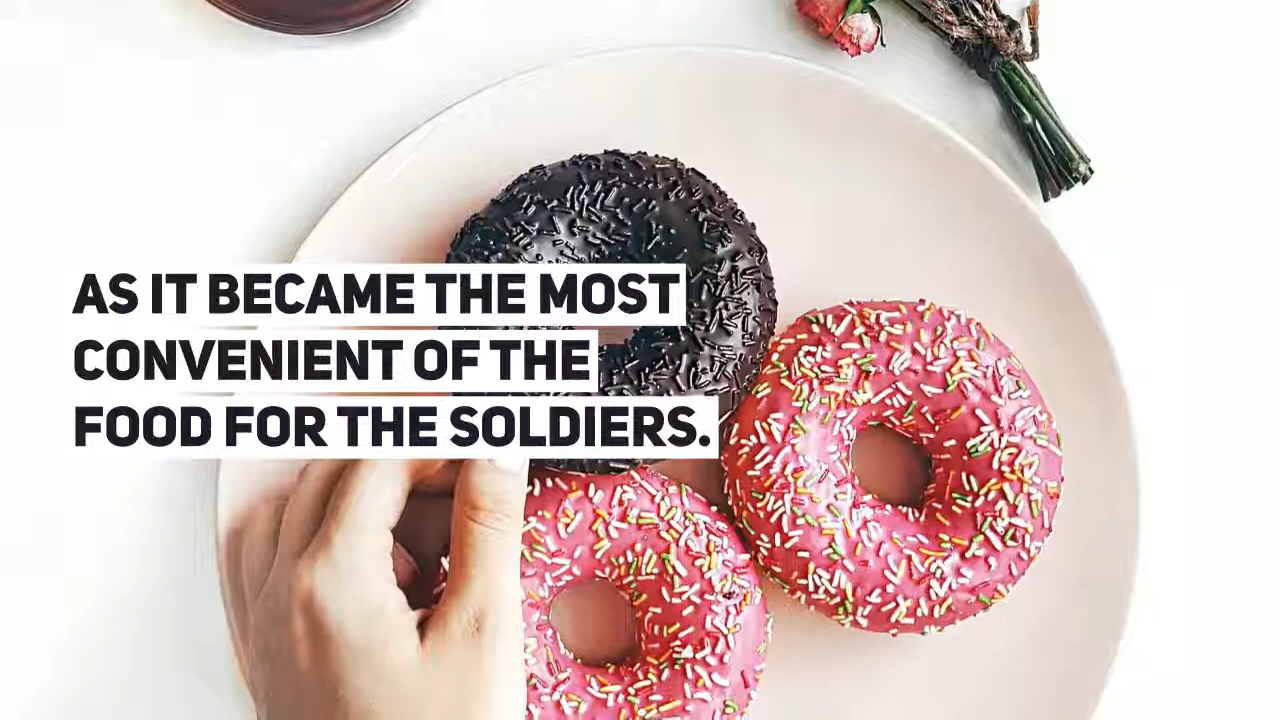 AS IT BECAME THE MOST
CONVENIENT OF THE
FOOD FOR THE SOLDIERS.